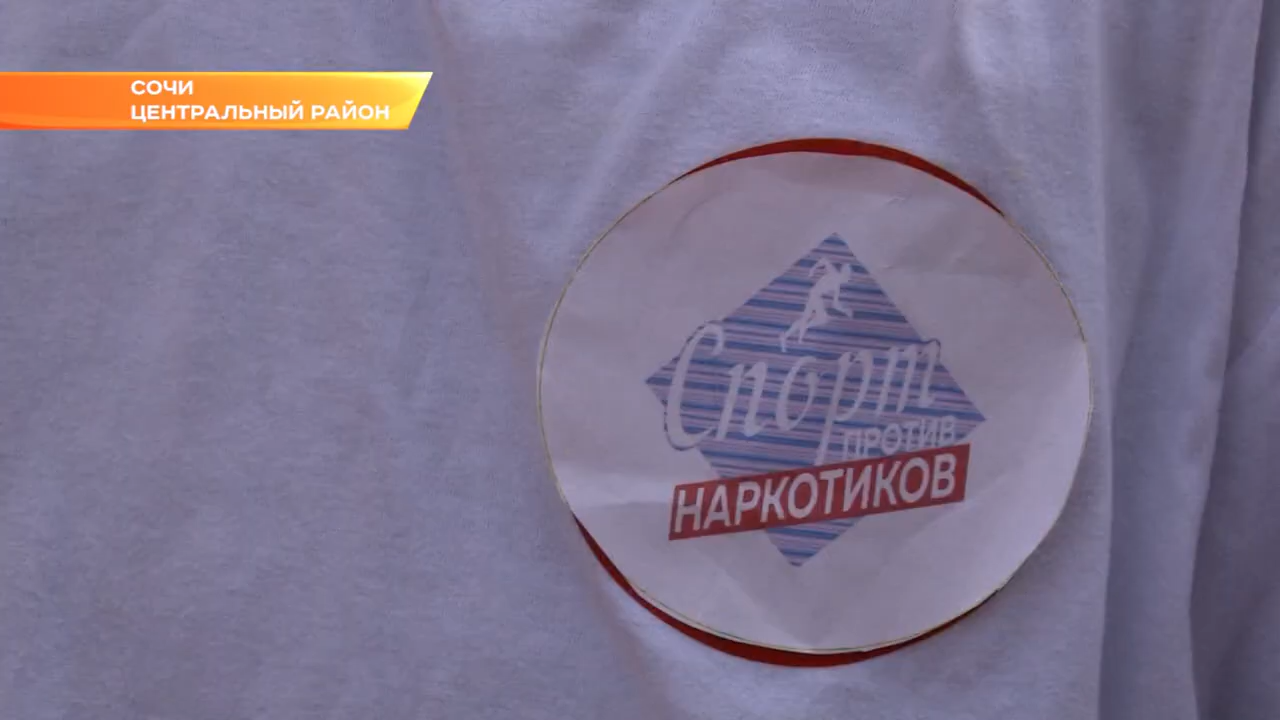 СОЧИ
ЦЕНТРАЛЬНЫЙ РАЙОН
Спорт
ПРОТИВ
НАРКОТИКОВ